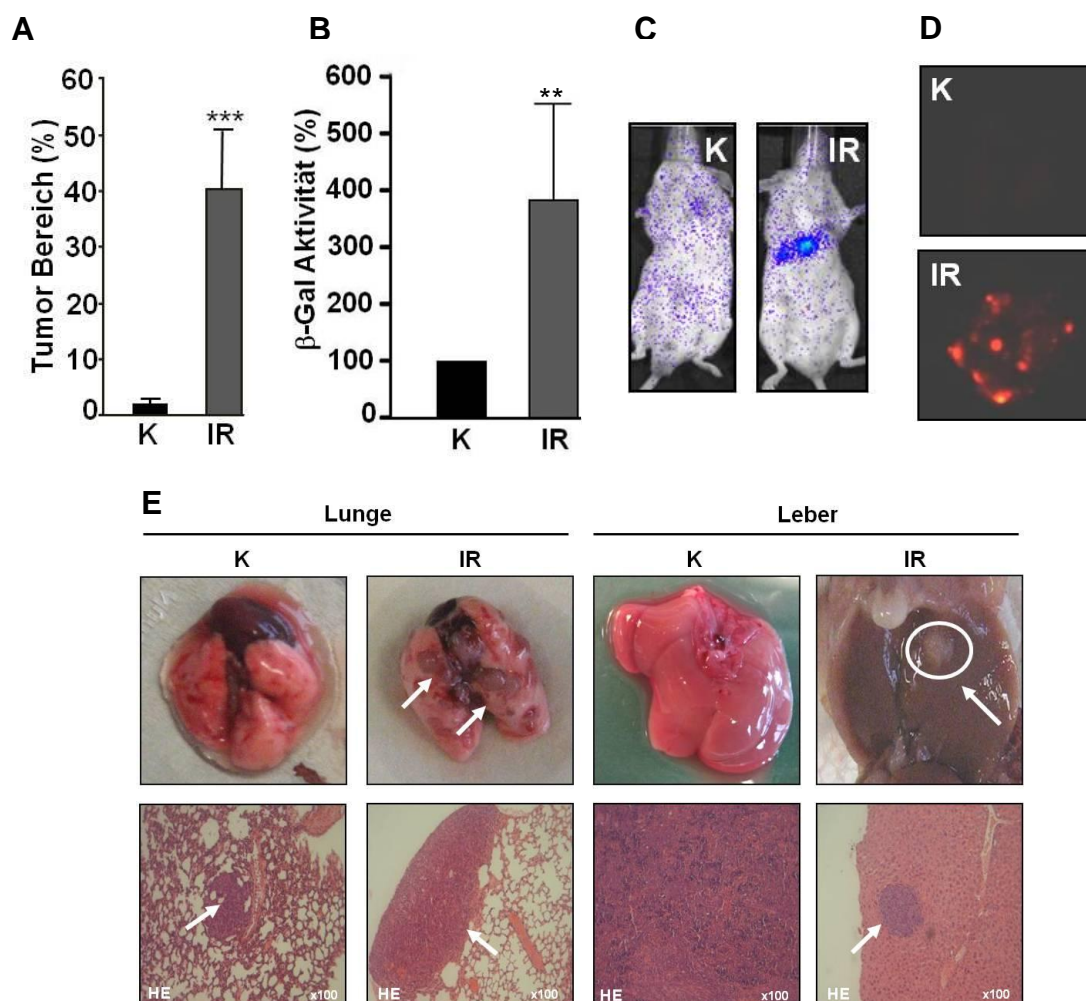 A
Tumor Bereich (%)
60
50
40
30
20
10
0
***
K IR
B
β-Gal Aktivität (%)
600
500
400
300
200
100
0
**
K IR
C
K IR
D
K
IR
E
Lunge Leber
K IR K IR
HE x100 HE x100 HE x100 HE x100